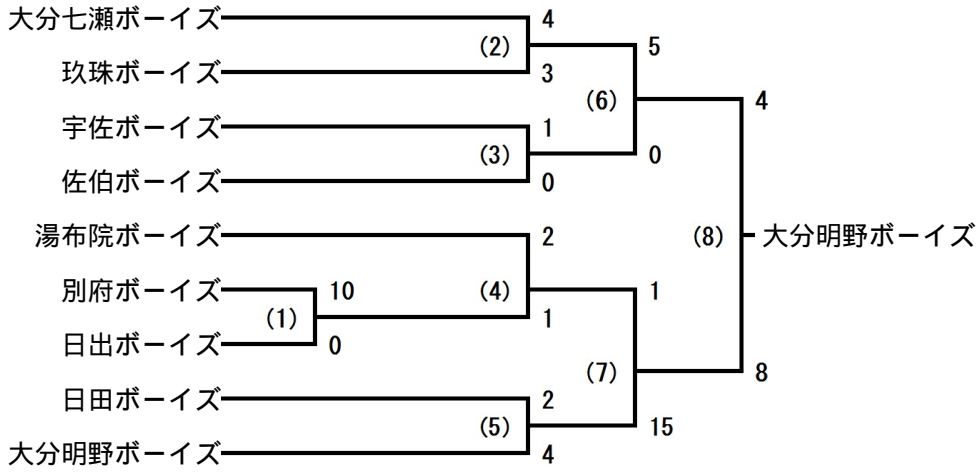 大分七瀬ボーイズ 4
(2) 5
玖珠ボーイズ 3
(6) 4
宇佐ボーイズ 1
(3) 0
佐伯ボーイズ 0
湯布院ボーイズ 2
(8) 大分明野ボーイズ
別府ボーイズ 10 (4) 1
(1) 1
日出ボーイズ 0
(7) 8
日田ボーイズ 2
(5) 15
大分明野ボーイズ 4